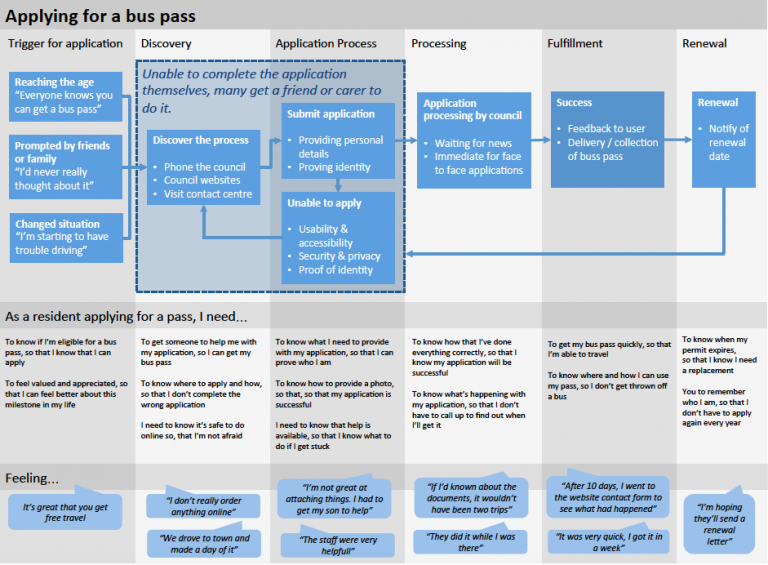 Applying for a bus pass
Trigger for application
Discovery
Application Process
Processing
Fulfillment
Renewal
Reaching the age
“Everyone knows you
can get a bus pass”
Prompted by friends
or family
“I’d never really
thought about it”
Changed situation
“I’m starting to have
trouble driving”
Unable to complete the application
themselves, many get a friend or carer to
do it.
Discover the process
• Phone the council
• Council websites
• Visit contact centre
Submit application
• Providing personal
details
• Proving identity
Unable to apply
• Usability &
accessibility
• Security & privacy
• Proof of identity
Application
processing by council
• Waiting for news
• Immediate for face
to face applications
Success
• Feedback to user
• Delivery / collection
of buss pass
Renewal
• Notify of
renewal
date
As a resident applying for a pass, I need...
To know if I’m eligible for a bus
pass, so that I know that I can
apply
To feel valued and appreciated, so
that I can feel better about this
milestone in my life
To get someone to help me with
my application, so I can get my
bus pass
To know where to apply and how,
so that I don’t complete the
wrong application
I need to know it’s safe to do
online so, that I’m not afraid
To know what I need to provide
with my application, so that I can
prove who I am
To know how to provide a photo,
so that, so that my application is
successful
I need to know that help is
available, so that I know what to
do if I get stuck
To know how that I’ve done
everything correctly, so that I
know my application will be
successful
To know what’s happening with
my application, so that I don’t
have to call up to find out when
I’ll get it
To get my bus pass quickly, so that
I’m able to travel
To know where and how I can use
my pass, so I don’t get thrown off
a bus
To know when my
permit expires,
so that I know I need
a replacement
You to remember
who I am, so that I
don’t have to apply
again every year
Feeling...
It’s great that you get
free travel
“I don’t really order
anything online”
“We drove to town and
made a day of it”
“I’m not great at
attaching things. I had to
get my son to help”
“The staff were very
helpful!”
“If I’d known about the
documents, it wouldn’t
have been two trips”
“They did it while I was
there”
“After 10 days, I went to
the website contact form to
see what had happened”
“It was very quick, I got it in
a week”
“I’m hoping
they’ll send a
renewal
letter”